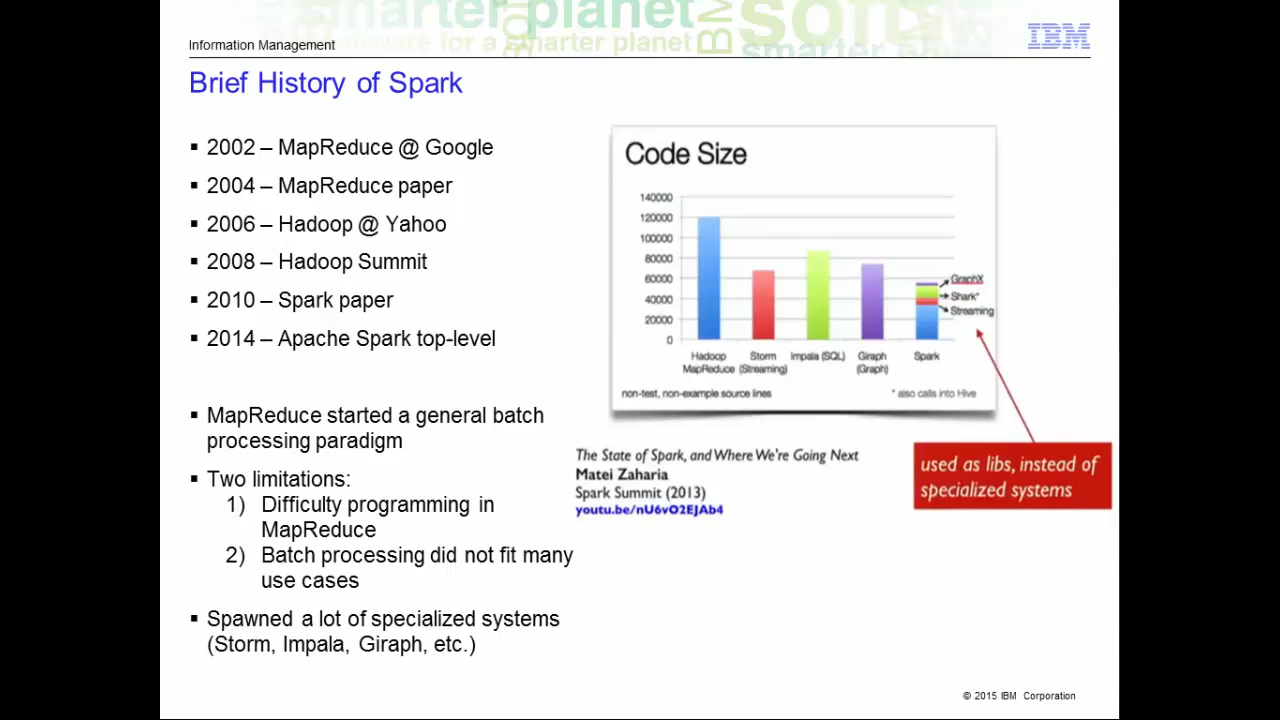 Information Management
IBM
Brief History of Spark
▪ 2002 – MapReduce @ Google
▪ 2004 – MapReduce paper
▪ 2006 – Hadoop @ Yahoo
▪ 2008 – Hadoop Summit
▪ 2010 – Spark paper
▪ 2014 – Apache Spark top-level
▪ MapReduce started a general batch
processing paradigm
▪ Two limitations:
1) Difficulty programming in
MapReduce
2) Batch processing did not fit many
use cases
▪ Spawned a lot of specialized systems
(Storm, Impala, Giraph, etc.)
Code Size
140000
120000
100000
80000
60000
40000
20000
0
Hadoop
MapReduce
Storm
(Streaming)
Impala (SQL)
Giraph
(Graph)
Spark
GraphX
Shark*
Streaming
non-test, non-example source lines
* also calls into Hive
The State of Spark, and Where We're Going Next
Matei Zaharia
Spark Summit (2013)
youtu.be/nU6vO2EJAb4
used as libs, instead of
specialized systems
© 2015 IBM Corporation